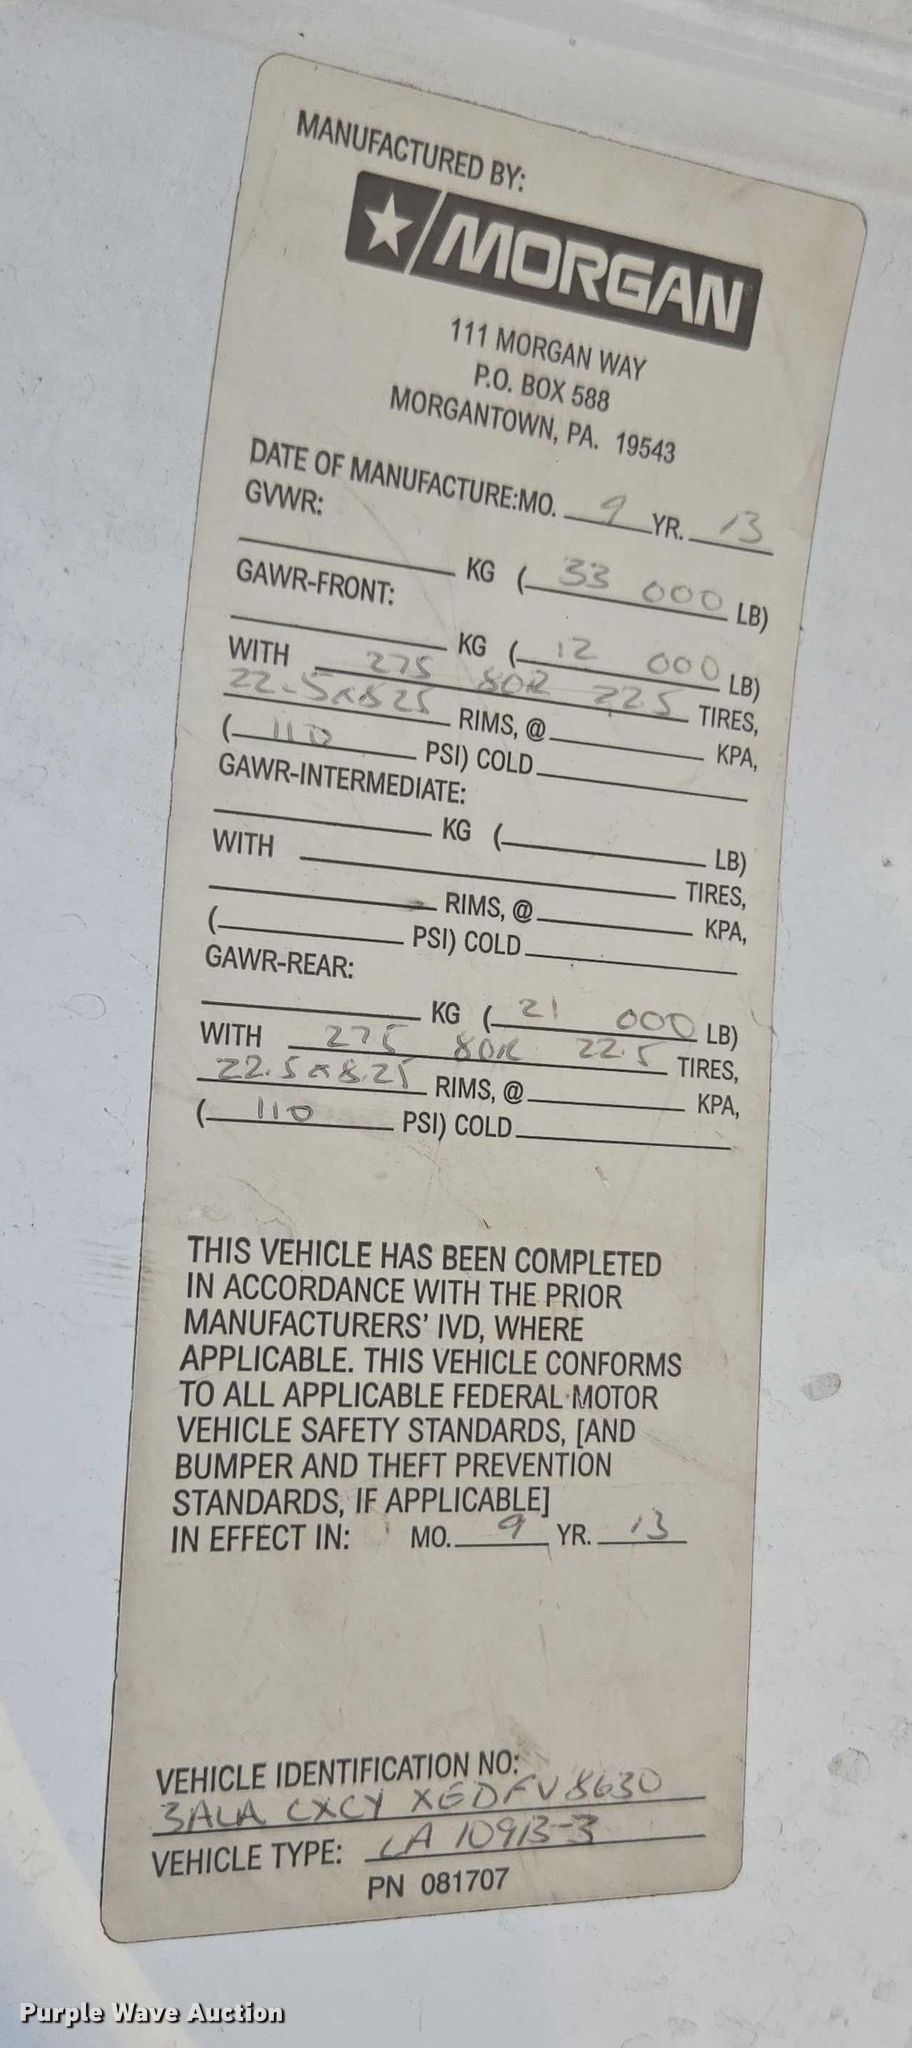 MANUFACTURED BY:
MORGAN
111 MORGAN WAY
P.O. BOX 588
MORGANTOWN, PA. 19543
DATE OF MANUFACTURE:MO. 9 YR. 13
GVWR:
KG (33 000 LB)
GAWR-FRONT:
KG (12 000 LB)
WITH 275 80R 22.5 TIRES,
22.5x8.25 RIMS, @ KPA,
(110 PSI) COLD
GAWR-INTERMEDIATE:
KG ( LB)
WITH TIRES,
RIMS, @ KPA,
( PSI) COLD
GAWR-REAR:
KG (21 000 LB)
WITH 275 80R 22.5 TIRES,
22.5x8.25 RIMS, @ KPA,
(110 PSI) COLD
THIS VEHICLE HAS BEEN COMPLETED
IN ACCORDANCE WITH THE PRIOR
MANUFACTURERS' IVD, WHERE
APPLICABLE. THIS VEHICLE CONFORMS
TO ALL APPLICABLE FEDERAL MOTOR
VEHICLE SAFETY STANDARDS, [AND
BUMPER AND THEFT PREVENTION
STANDARDS, IF APPLICABLE]
IN EFFECT IN: MO. 9 YR. 13
VEHICLE IDENTIFICATION NO:
3ALA CXCY XEDFV8630
VEHICLE TYPE:
PN 081707
Purple Wave Auction